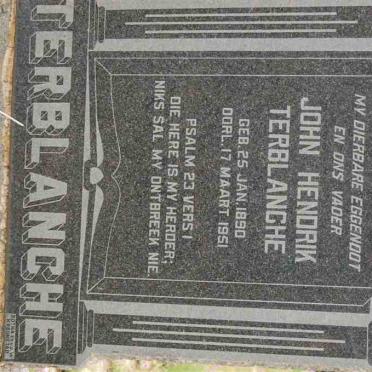 MY DIERBARE EGGENOOT
EN ONS VADER
JOHN HENDRIK
TERBLANCHE
GEB. 25 JAN. 1890
OORL. 17 MAART 1951
PSALM 23 VERS 1
DIE HERE IS MY HERDER;
NIKS SAL MY ONTBREEK NIE.
TERBLANCHE